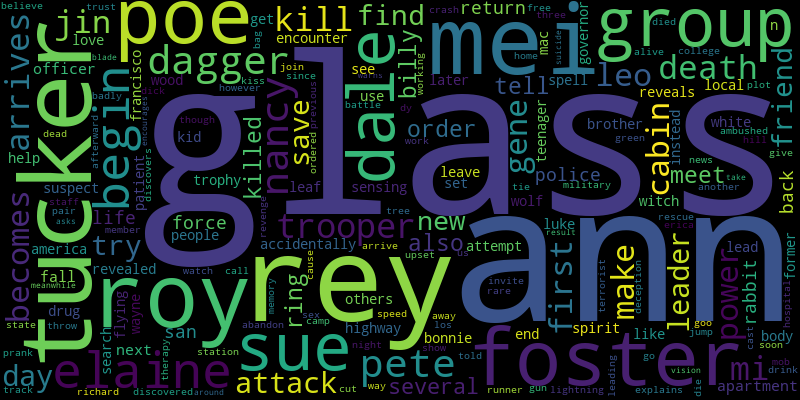 believe
trust
poe
kill
find
return
crash
free
three
mei
group
jin
love
get
bag
encounter
n
arrives
officer
dagger
dale
billy
mac
governor
suicide
friend
tucker
begin
francisco
wood
kiss
join
see
tell
leo
death
badly
since
later
spell
reveals
alive
college
plot
died
home
working
blade
help
dead
afterward
patient
dick
however
battle
use
order
gene
teenager
brother
local
instead
white
ambushed
though
nancy
save
kid
killed
previous
dy
ordered
work
green
cabin
news
hill
give
suspect
discovers
encourages
trophy
leaf
sensing
police
meet
take
another
back
staff
pair
asks
life
force
people
glass
leave
set
tie
wolf
military
witch
becomes
member
revenge
trooper
tree
new
luke
rescue
erica
america
try
revealed
accidentally
arrive
also
attempt
result
first
make
leader
power
lead
former
fall
watch
call
upset
us
cause
meanwhile
drug
flying
wayne
roy
rey
ann
invite
rare
deception
terrorist
spirit
cast
rabbit
hospital
state
throw
search
san
memory
ring
others
speed
away
camp
sex
abandon
highway
los
end
like
goo
jump
body
soon
prank
next
therapy
station
sue
night
show
bonnie
foster
go
mi
mob
day
elaine
attack
pete
told
several
vision
drink
track
richard
discovered
around
cut
way
runner
gun
lightning
leading
explains
die
apartment